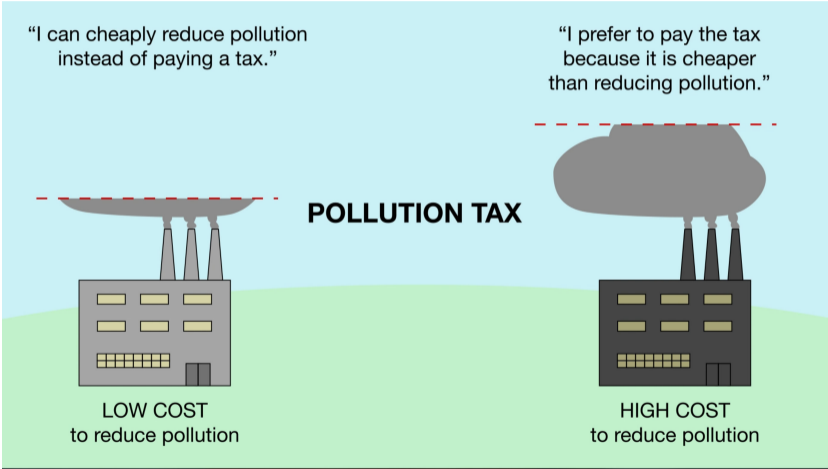 “I can cheaply reduce pollution
instead of paying a tax.”
“I prefer to pay the tax
because it is cheaper
than reducing pollution.”
POLLUTION TAX
LOW COST
to reduce pollution
HIGH COST
to reduce pollution